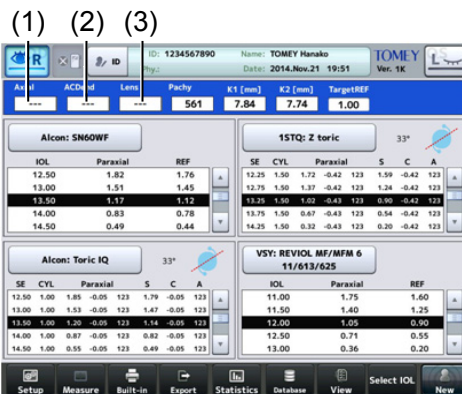 (1) (2) (3)
R ID ID: 1234567890 Name: TOMEY Hanako TOMEY
Phy.: Date: 2014.Nov.21 19:51 Ver. 1K
Axial ACDend Lens Pachy K1 [mm] K2 [mm] TargetREF
--- --- --- 561 7.84 7.74 1.00
Alcon: SN60WF
IOL Paraxial REF
12.50 1.82 1.76
13.00 1.51 1.45
13.50 1.17 1.12
14.00 0.83 0.78
14.50 0.49 0.44
1STQ: Z toric 33°
SE CYL Paraxial S C A
12.25 1.50 1.72 -0.42 123 1.59 -0.42 123
12.75 1.50 1.37 -0.42 123 1.24 -0.42 123
13.25 1.50 1.02 -0.43 123 0.90 -0.42 123
13.75 1.50 0.67 -0.43 123 0.54 -0.42 123
14.25 1.50 0.32 -0.43 123 0.20 -0.42 123
Alcon: Toric IQ 33°
SE CYL Paraxial S C A
12.50 1.00 1.85 -0.05 123 1.79 -0.05 123
13.00 1.00 1.53 -0.05 123 1.47 -0.05 123
13.50 1.00 1.20 -0.05 123 1.14 -0.05 123
14.00 1.00 0.87 -0.05 123 0.82 -0.05 123
14.50 1.00 0.55 -0.05 123 0.49 -0.05 123
VSY: REVIOL MF/MFM 6
11/613/625
IOL Paraxial REF
11.00 1.75 1.60
11.50 1.40 1.25
12.00 1.05 0.90
12.50 0.71 0.55
13.00 0.36 0.20
Setup Measure Built-in Export Statistics Database View Select IOL New